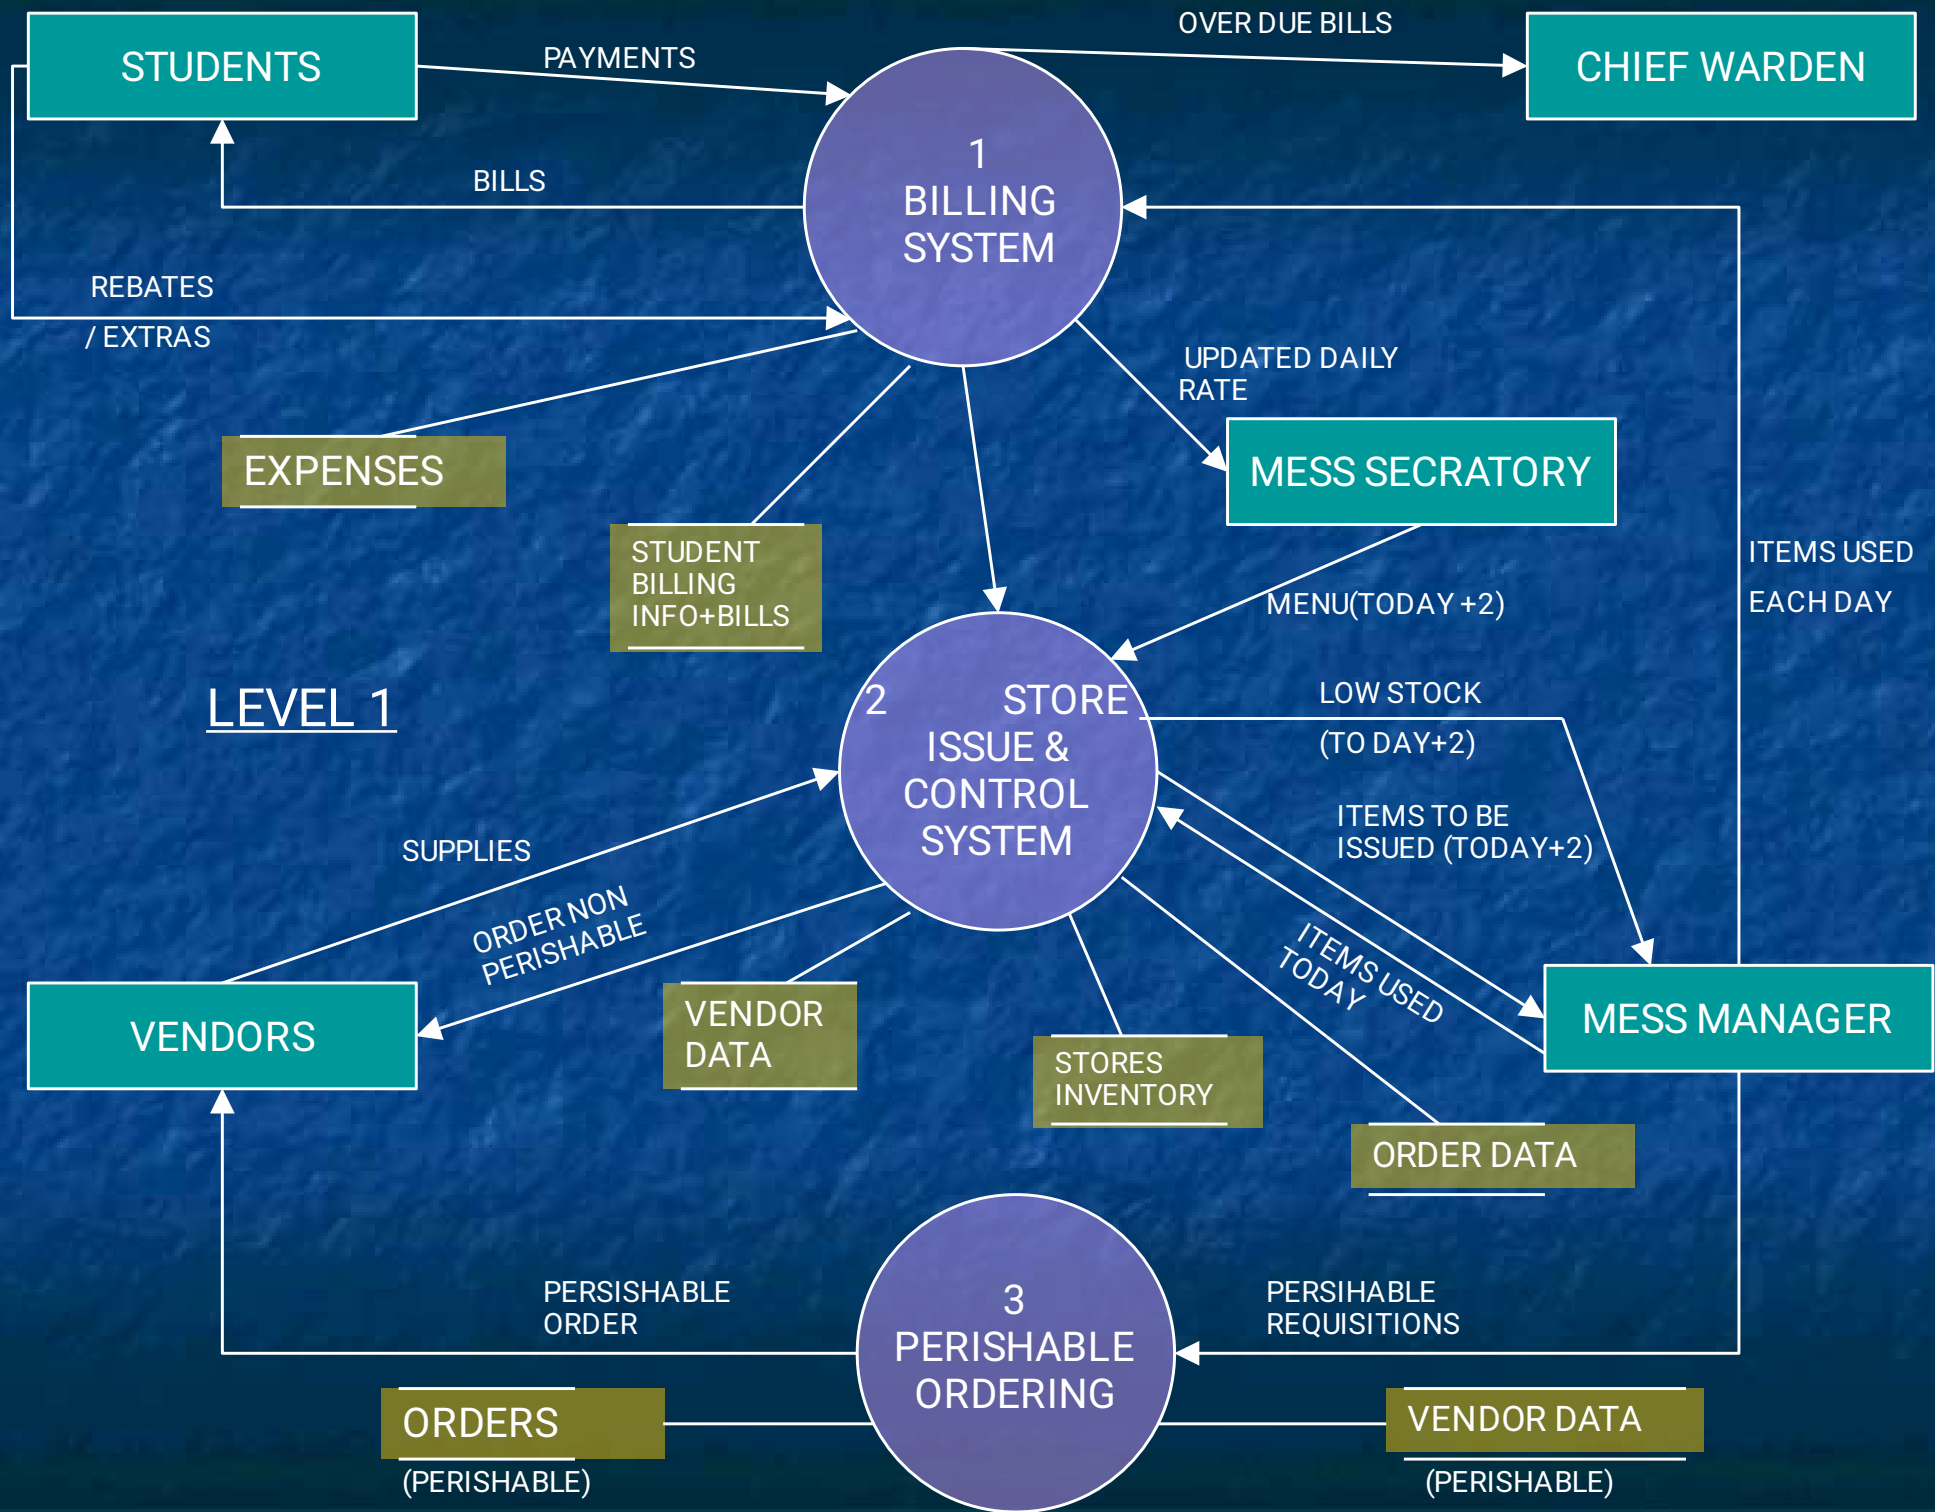 OVER DUE BILLS
STUDENTS
PAYMENTS
CHIEF WARDEN
1
BILLING
SYSTEM
BILLS
REBATES
/ EXTRAS
UPDATED DAILY
RATE
EXPENSES
MESS SECRATORY
STUDENT
BILLING
INFO+BILLS
ITEMS USED
EACH DAY
MENU(TODAY +2)
LEVEL 1
2 STORE
ISSUE &
CONTROL
SYSTEM
LOW STOCK
(TO DAY+2)
ITEMS TO BE
ISSUED (TODAY+2)
SUPPLIES
ORDER NON
PERISHABLE
ITEMS USED
TODAY
VENDORS
VENDOR
DATA
STORES
INVENTORY
MESS MANAGER
ORDER DATA
PERSISHABLE
ORDER
3
PERISHABLE
ORDERING
PERSIHABLE
REQUISITIONS
ORDERS
(PERISHABLE)
VENDOR DATA
(PERISHABLE)